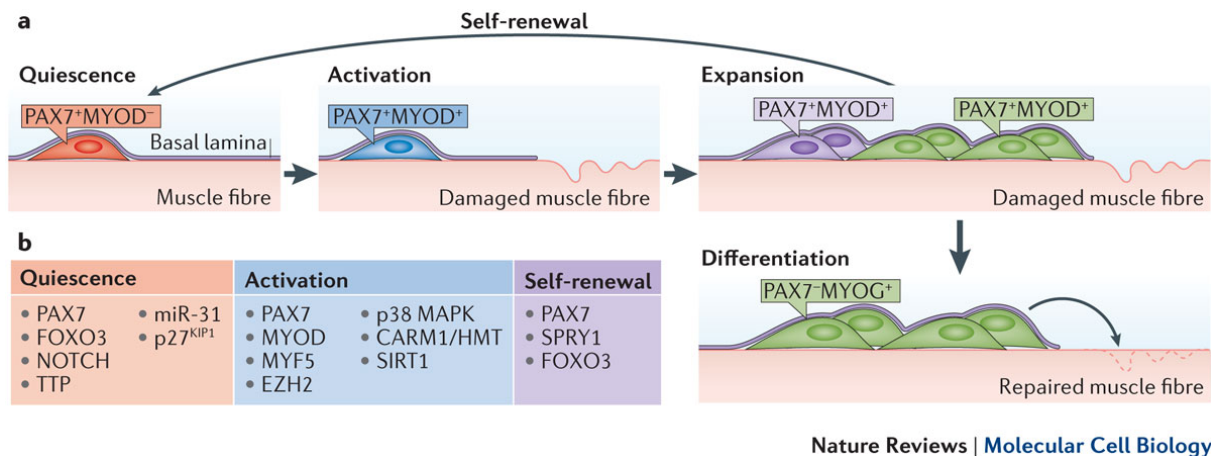 a
Self-renewal
Quiescence
PAX7⁺MYOD⁻
Basal lamina
Muscle fibre
Activation
PAX7⁺MYOD⁺
Damaged muscle fibre
Expansion
PAX7⁺MYOD⁺
PAX7⁺MYOD⁺
Damaged muscle fibre
b
Quiescence
• PAX7
• FOXO3
• NOTCH
• TTP
• miR-31
• p27ᴷᴵᴾ¹
Activation
• PAX7
• MYOD
• MYF5
• EZH2
• p38 MAPK
• CARM1/HMT
• SIRT1
Self-renewal
• PAX7
• SPRY1
• FOXO3
Differentiation
PAX7⁻MYOG⁺
Repaired muscle fibre
Nature Reviews | Molecular Cell Biology